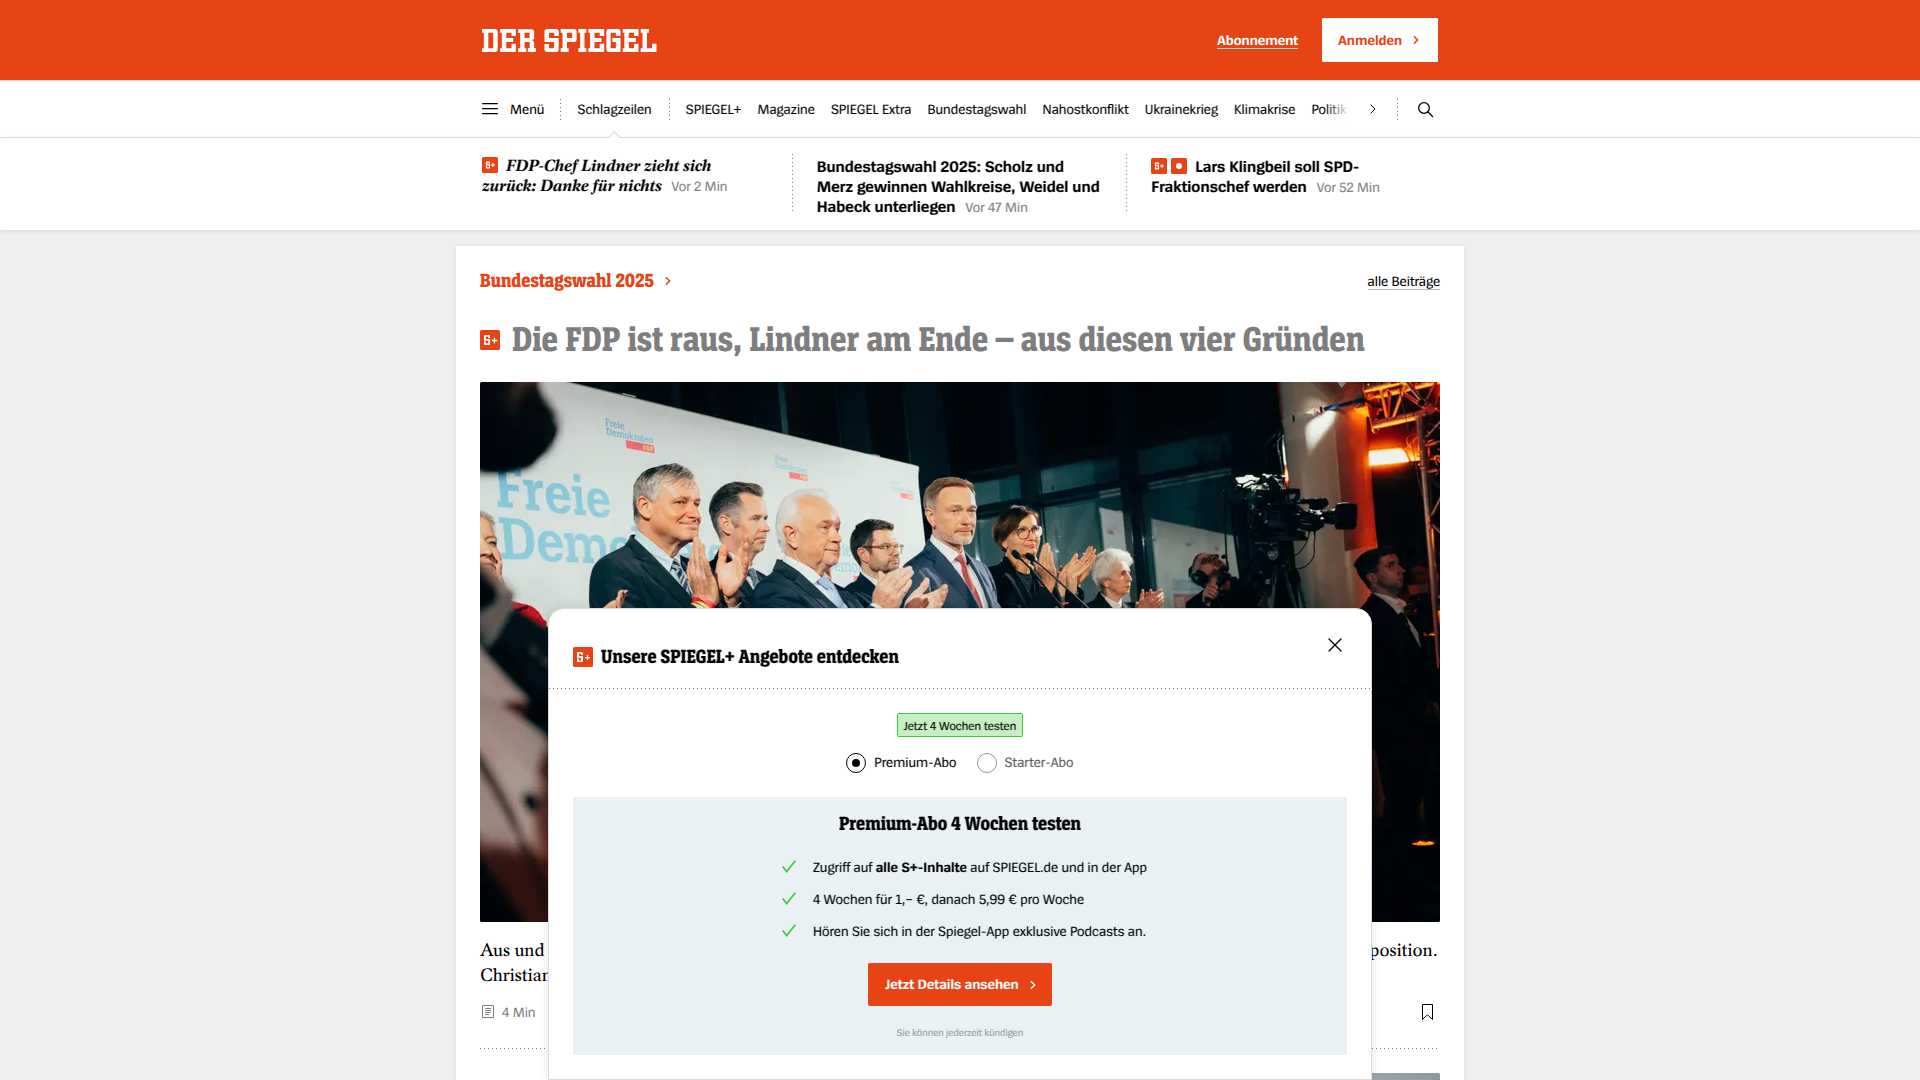 DER SPIEGEL
Abonnement
Anmelden
Menü
Schlagzeilen
SPIEGEL+
Magazine
SPIEGEL Extra
Bundestagswahl
Nahostkonflikt
Ukrainekrieg
Klimakrise
Politik
FDP-Chef Lindner zieht sich
zurück: Danke für nichts Vor 2 Min
Bundestagswahl 2025: Scholz und
Merz gewinnen Wahlkreise, Weidel und
Habeck unterliegen Vor 47 Min
Lars Klingbeil soll SPD-
Fraktionschef werden Vor 52 Min
Bundestagswahl 2025
alle Beiträge
Die FDP ist raus, Lindner am Ende – aus diesen vier Gründen
Freie
Demokraten
FDP
Freie
Unsere SPIEGEL+ Angebote entdecken
Jetzt 4 Wochen testen
Premium-Abo
Starter-Abo
Premium-Abo 4 Wochen testen
Zugriff auf alle S+-Inhalte auf SPIEGEL.de und in der App
4 Wochen für 1,– €, danach 5,99 € pro Woche
Hören Sie sich in der Spiegel-App exklusive Podcasts an.
Jetzt Details ansehen
Sie können jederzeit kündigen
Aus und
position.
Christian
4 Min